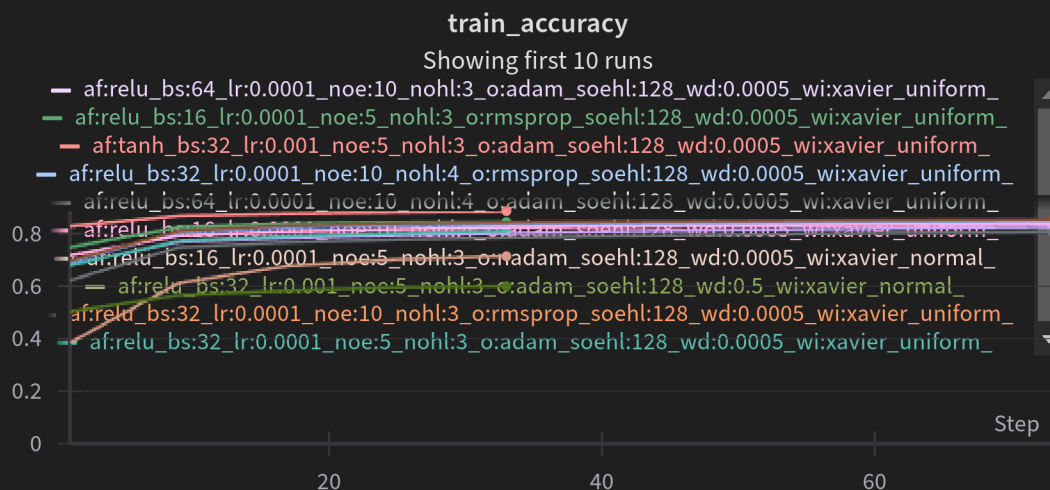 train_accuracy
Showing first 10 runs
af:relu_bs:64_lr:0.0001_noe:10_nohl:3_o:adam_soehl:128_wd:0.0005_wi:xavier_uniform_
af:relu_bs:16_lr:0.0001_noe:5_nohl:3_o:rmsprop_soehl:128_wd:0.0005_wi:xavier_uniform_
af:tanh_bs:32_lr:0.001_noe:5_nohl:3_o:adam_soehl:128_wd:0.0005_wi:xavier_uniform_
af:relu_bs:32_lr:0.0001_noe:10_nohl:4_o:rmsprop_soehl:128_wd:0.0005_wi:xavier_uniform_
af:relu_bs:64_lr:0.0001_noe:10_nohl:4_o:adam_soehl:128_wd:0.0005_wi:xavier_uniform_
0.8
af:relu_bs:16_lr:0.0001_noe:5_nohl:3_o:nadam_soehl:128_wd:0.0005_wi:xavier_normal_
0.6
af:relu_bs:32_lr:0.001_noe:5_nohl:3_o:adam_soehl:128_wd:0.5_wi:xavier_normal_
af:relu_bs:32_lr:0.0001_noe:10_nohl:3_o:rmsprop_soehl:128_wd:0.0005_wi:xavier_uniform_
0.4
af:relu_bs:32_lr:0.0001_noe:5_nohl:3_o:adam_soehl:128_wd:0.0005_wi:xavier_uniform_
0.2
Step
0
20
40
60